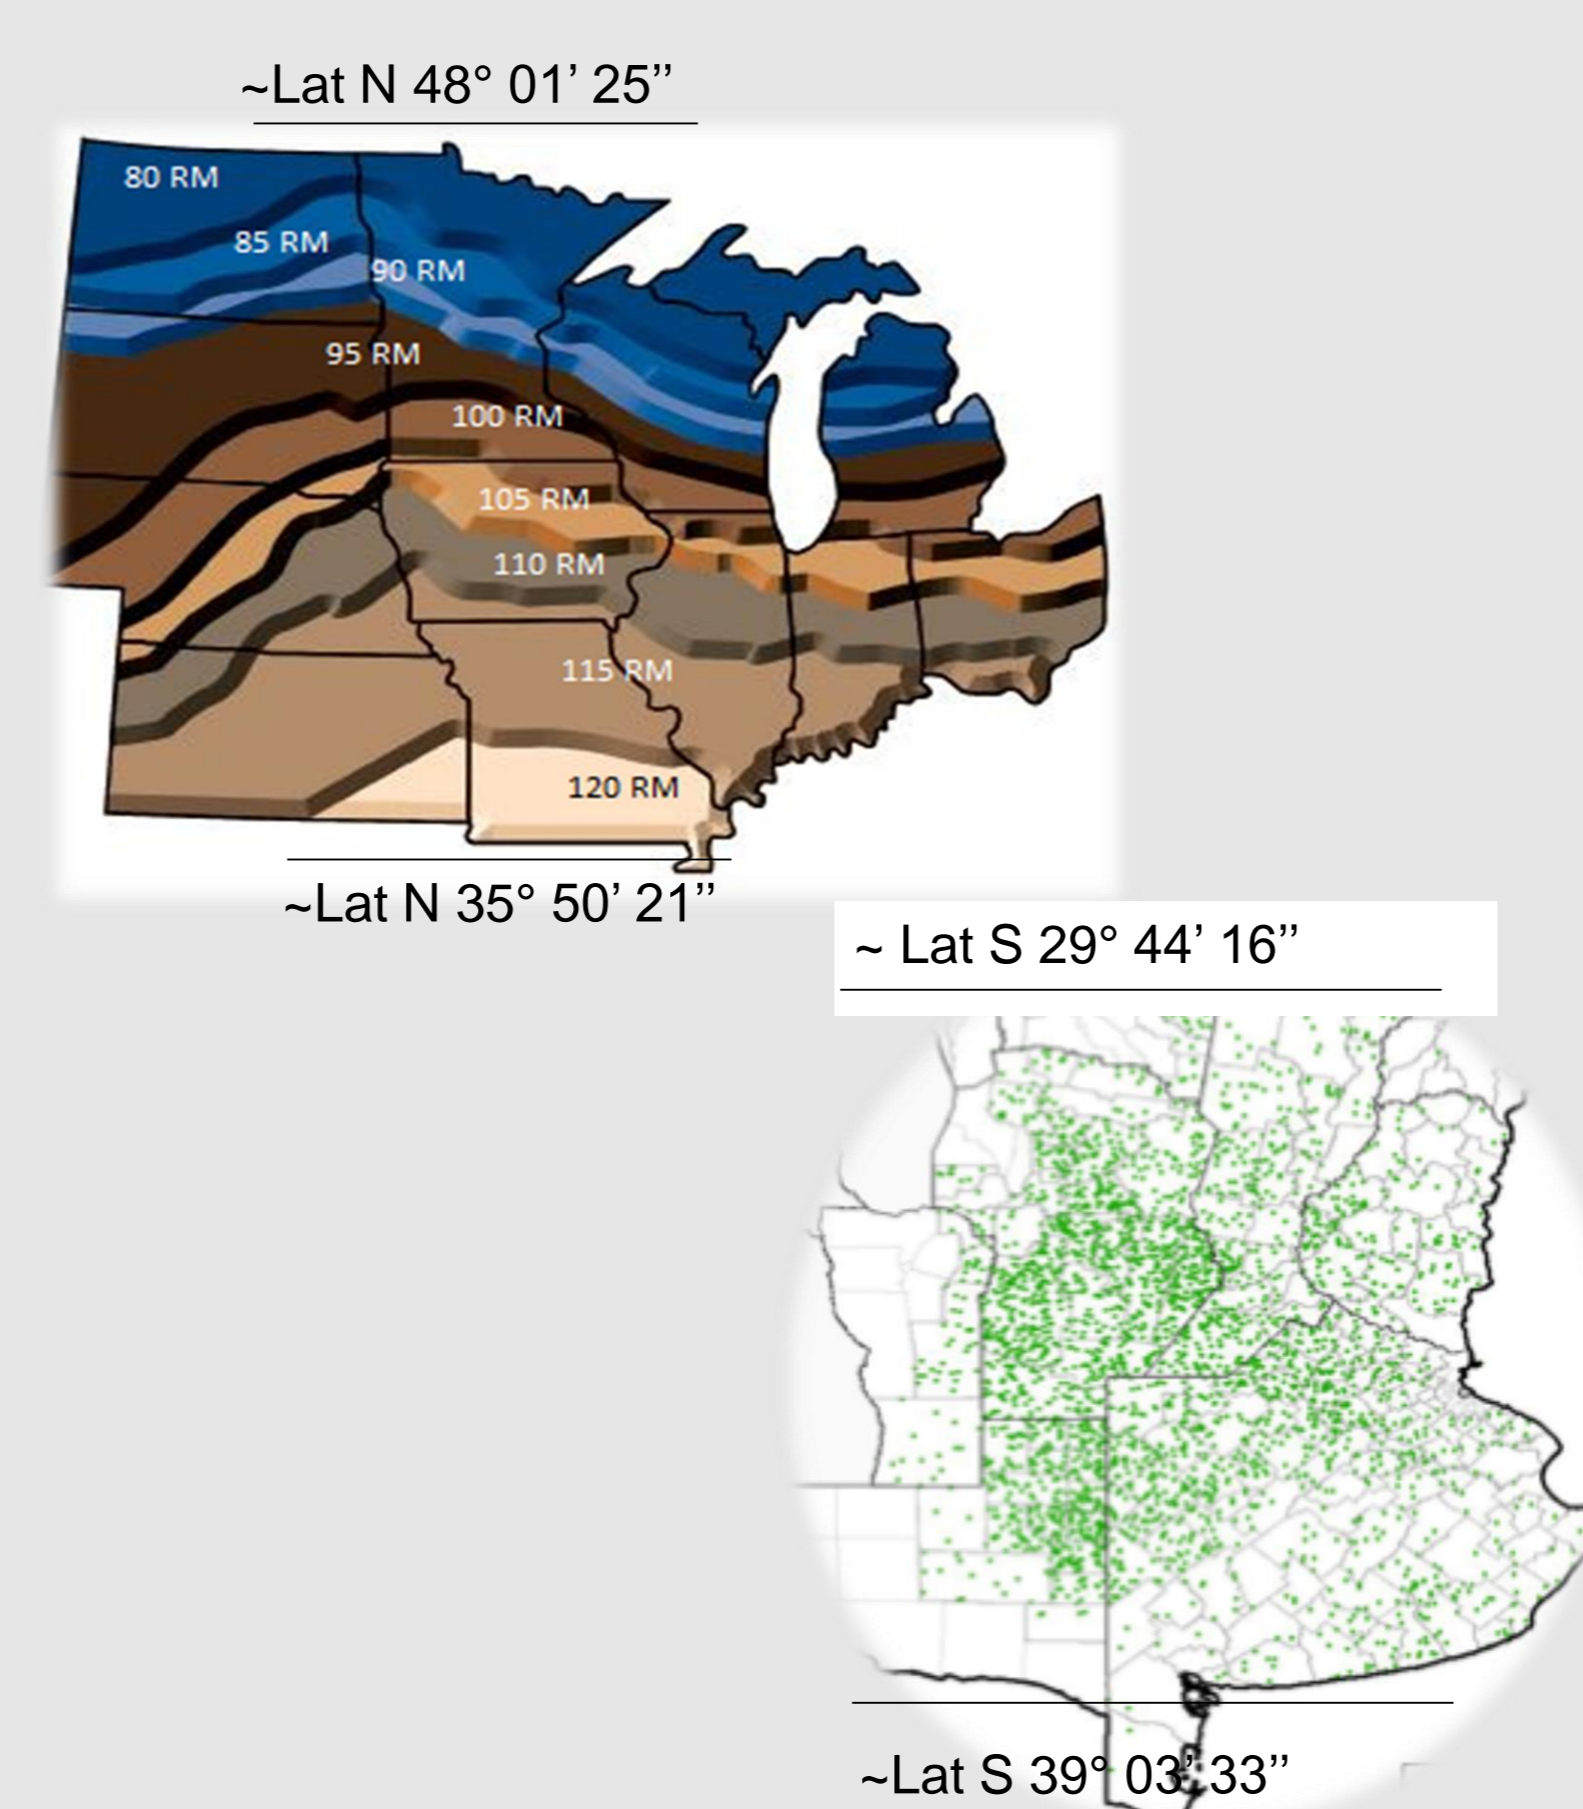 ~Lat N 48° 01’ 25’’
80 RM
85 RM
90 RM
95 RM
100 RM
105 RM
110 RM
115 RM
120 RM
~Lat N 35° 50’ 21’’
~ Lat S 29° 44’ 16’’
~Lat S 39° 03’ 33’’